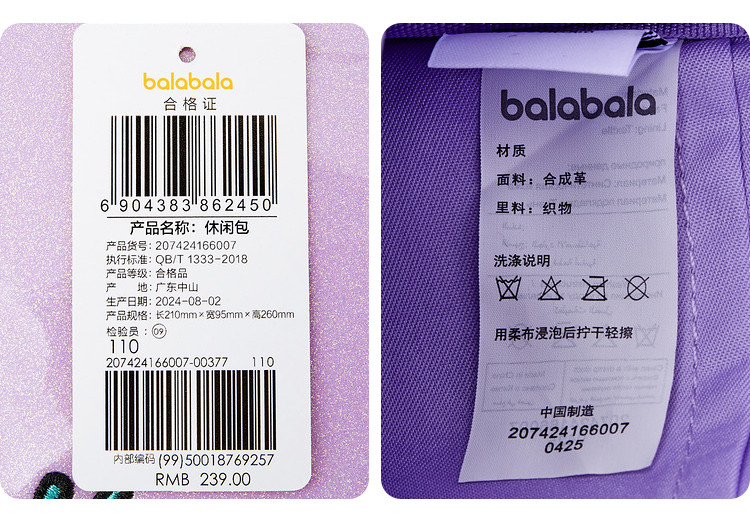 balabala
合格证
6 904383 862450
产品名称: 休闲包
产品货号: 207424166007
执行标准: QB/T 1333-2018
产品等级: 合格品
产 地: 广东中山
生产日期: 2024-08-02
产品规格: 长210mm×宽95mm×高260mm
检验员: 09
110
207424166007-00377 110
内部编码 (99)50018769257
RMB 239.00
balabala
材质
面料: 合成革
里料: 织物
洗涤说明
用柔布浸泡后拧干轻擦
中国制造
207424166007
0425